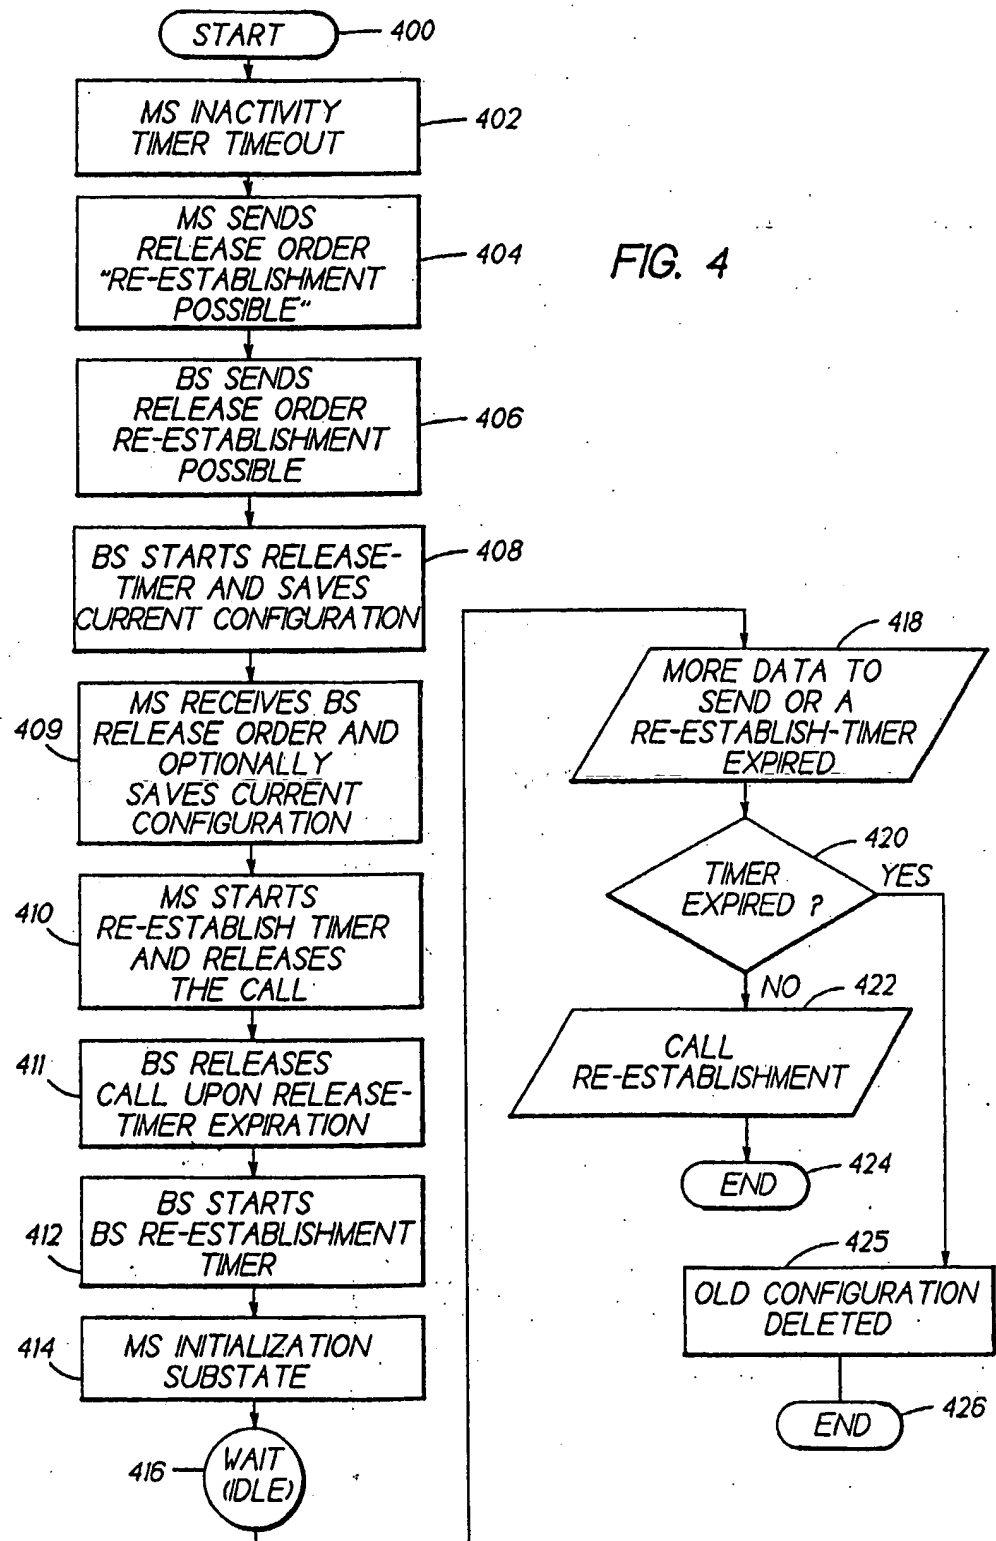 START
400
MS INACTIVITY
TIMER TIMEOUT
402
MS SENDS
RELEASE ORDER
"RE-ESTABLISHMENT
POSSIBLE"
404
FIG. 4
BS SENDS
RELEASE ORDER
RE-ESTABLISHMENT
POSSIBLE
406
BS STARTS RELEASE-
TIMER AND SAVES
CURRENT CONFIGURATION
408
MS RECEIVES BS
RELEASE ORDER AND
OPTIONALLY
SAVES CURRENT
CONFIGURATION
409
MS STARTS
RE-ESTABLISH TIMER
AND RELEASES
THE CALL
410
BS RELEASES
CALL UPON RELEASE-
TIMER EXPIRATION
411
BS STARTS
BS RE-ESTABLISHMENT
TIMER
412
MS INITIALIZATION
SUBSTATE
414
WAIT
(IDLE)
416
418
MORE DATA TO
SEND OR A
RE-ESTABLISH-TIMER
EXPIRED
420
TIMER
EXPIRED ?
YES
NO
422
CALL
RE-ESTABLISHMENT
END
424
425
OLD CONFIGURATION
DELETED
END
426